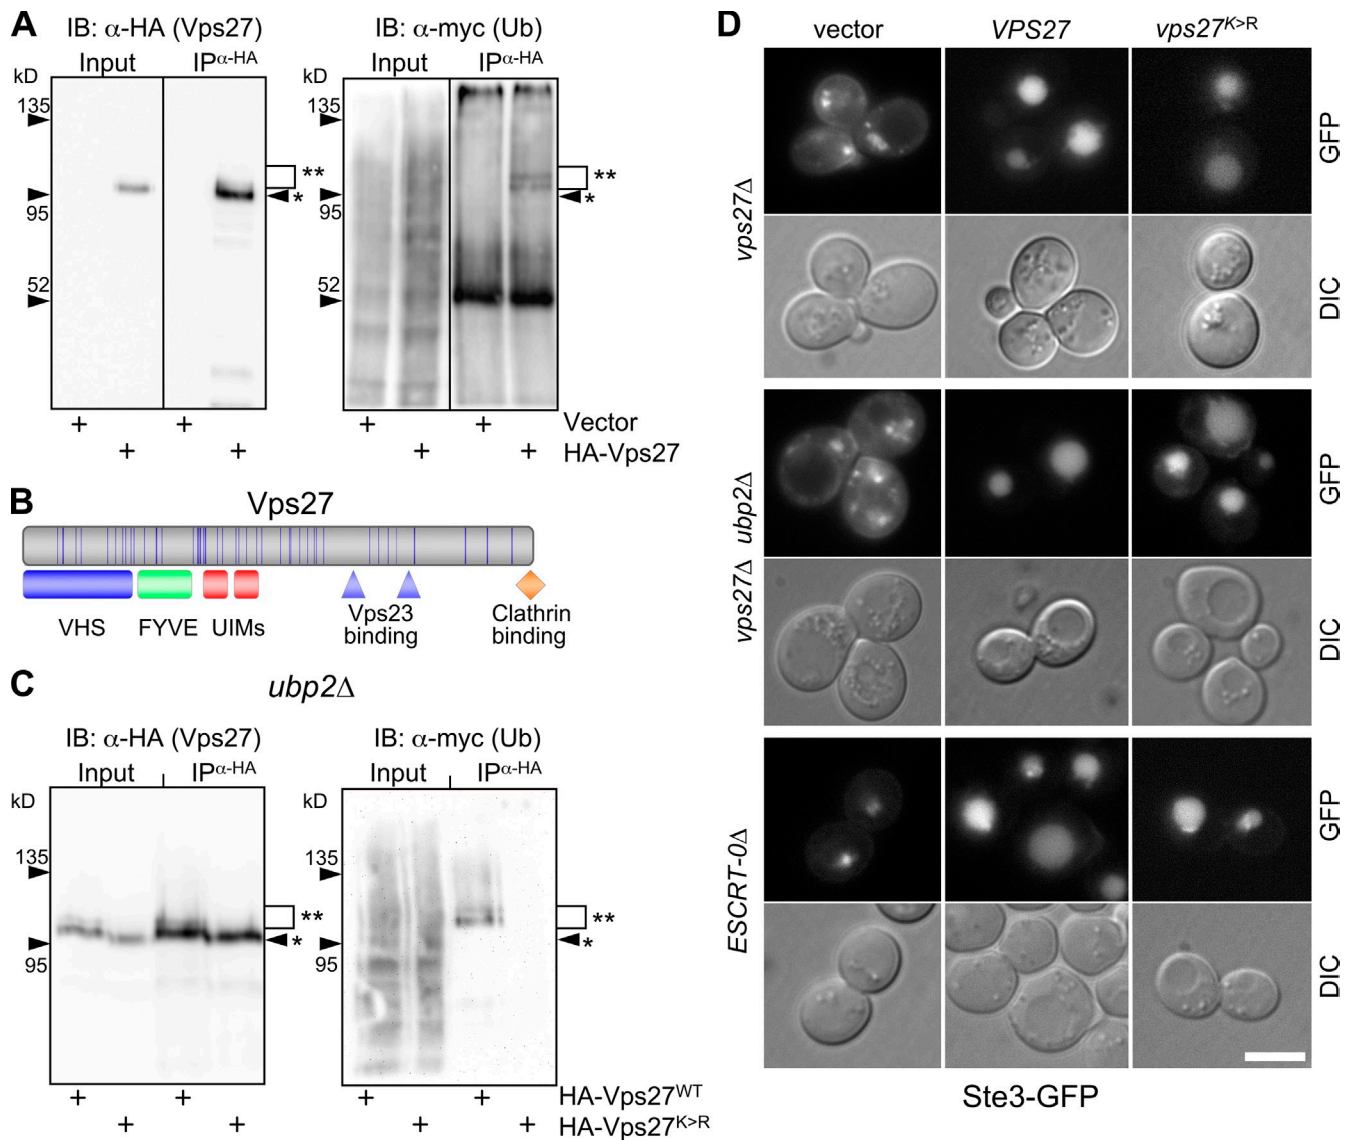 A
IB: α-HA (Vps27)
IB: α-myc (Ub)
Input IPα-HA
Input IPα-HA
kD
135
95
52
** 
*
kD
135
95
52
**
*
+ + + + Vector
+ + + + HA-Vps27
B
Vps27
VHS FYVE UIMs Vps23 binding Clathrin binding
C
ubp2Δ
IB: α-HA (Vps27)
IB: α-myc (Ub)
Input IPα-HA
Input IPα-HA
kD
135
95
**
*
kD
135
95
**
*
+ + + + HA-Vps27WT
+ + + + HA-Vps27K>R
D
vector VPS27 vps27K>R
vps27Δ
GFP
DIC
vps27Δ ubp2Δ
GFP
DIC
ESCRT-0Δ
GFP
DIC
Ste3-GFP